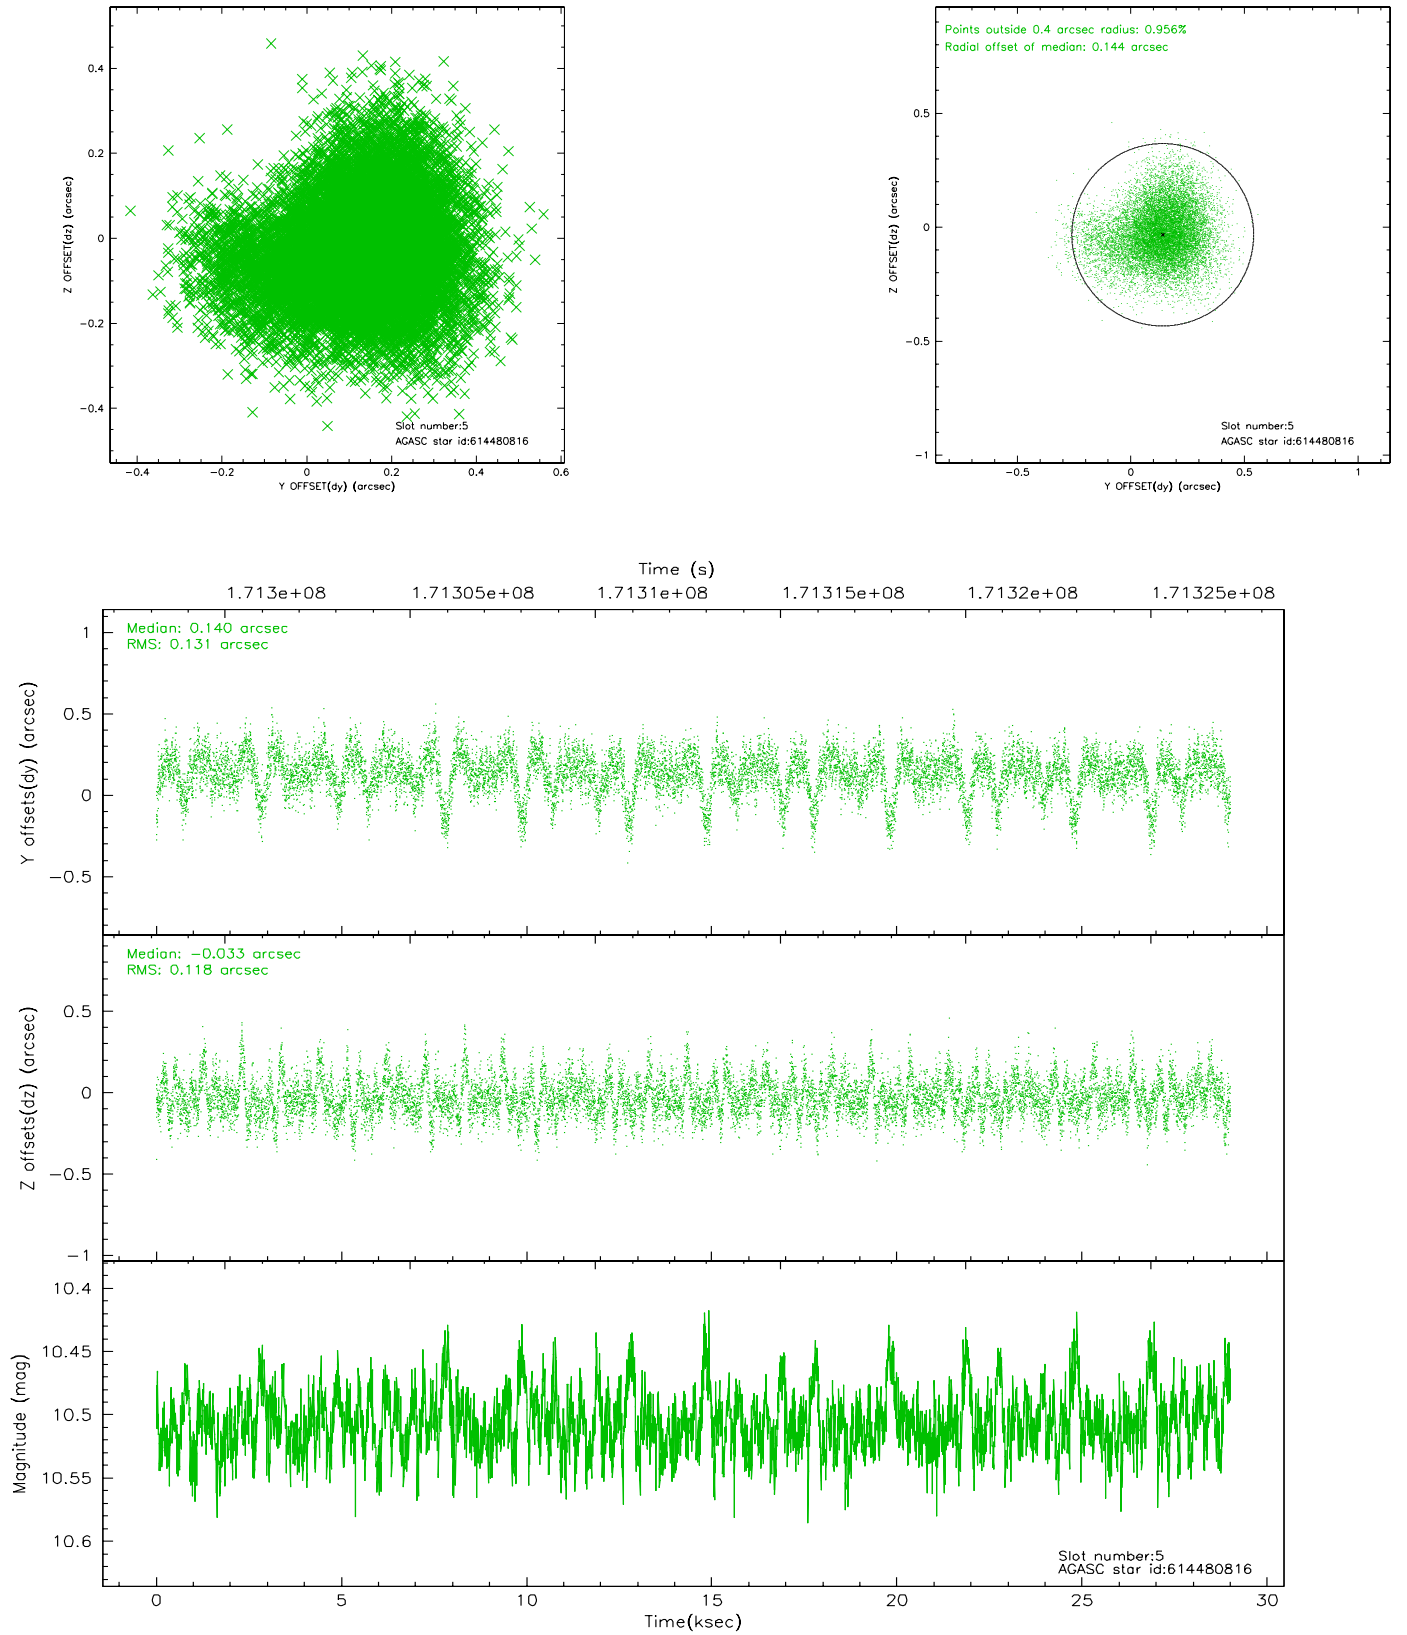 0.4
0.2
0
−0.2
−0.4
Z OFFSET(dz) (arcsec)
−0.4
−0.2
0
0.2
0.4
0.6
Y OFFSET(dy) (arcsec)
Slot number:5
AGASC star id:614480816
Points outside 0.4 arcsec radius: 0.956%
Radial offset of median: 0.144 arcsec
0.5
0
−0.5
−1
Z OFFSET(dz) (arcsec)
−0.5
0
0.5
1
Y OFFSET(dy) (arcsec)
Slot number:5
AGASC star id:614480816
Time (s)
1.713e+08
1.71305e+08
1.7131e+08
1.71315e+08
1.7132e+08
1.71325e+08
Median: 0.140 arcsec
RMS: 0.131 arcsec
1
0.5
0
−0.5
Y offsets(dy) (arcsec)
Median: −0.033 arcsec
RMS: 0.118 arcsec
0.5
0
−0.5
−1
Z offsets(dz) (arcsec)
10.4
10.45
10.5
10.55
10.6
Magnitude (mag)
Slot number:5
AGASC star id:614480816
0
5
10
15
20
25
30
Time(ksec)